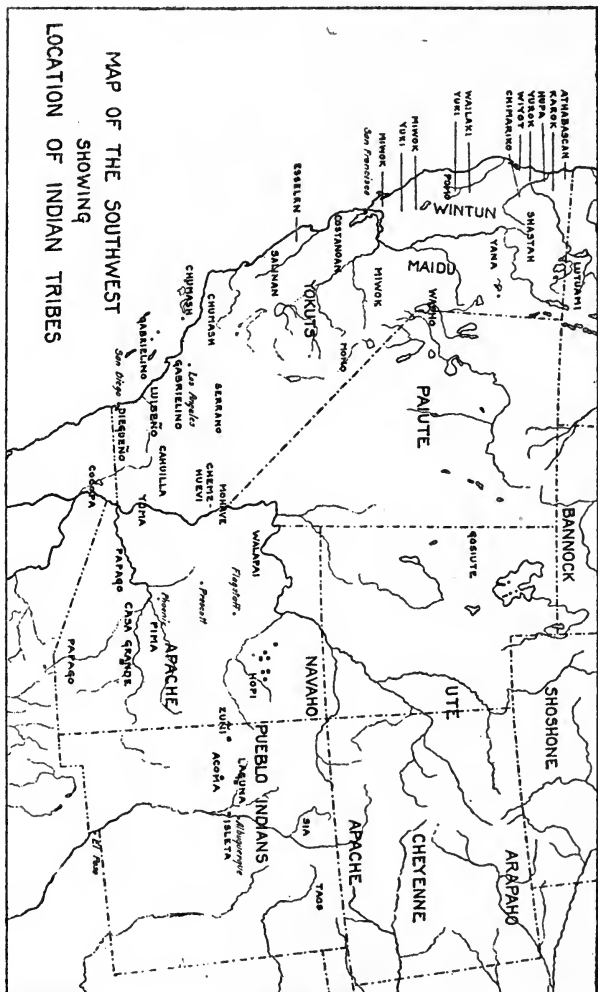 MAP OF THE SOUTHWEST
SHOWING
LOCATION OF INDIAN TRIBES
ATHABASCAN
KAROK
HUPA
YUROK
WIYOT
CHIMARIKO
WAILAKI
YUKI
MIWOK
YUKI
MIWOK
San Francisco
ESSELEN
LUTUAMI
SHASTAN
YANA
WINTUN
POMO
MAIDU
WASHO
COSTANOAN
MIWOK
MONO
SALINAN
YOKUTS
PAIUTE
BANNOCK
SHOSHONE
GOSIUTE
UTE
ARAPAHO
CHEYENNE
CHUMASH
CHUMASH
SERRANO
Los Angeles
GABRIELINO
GABRIELINO
LUISEÑO
CAHUILLA
San Diego
DIEGUEÑO
MOHAVE
CHEME-
HUEVI
YUMA
COCOPA
WALAPAI
Flagstaff
Prescott
Phoenix
PIMA
APACHE
CASA GRANDE
PAPAGO
PAPAGO
NAVAHO
HOPI
PUEBLO INDIANS
ZUÑI
ACOMA
LAGUNA
Albuquerque
ISLETA
SIA
TAOS
APACHE
El Paso